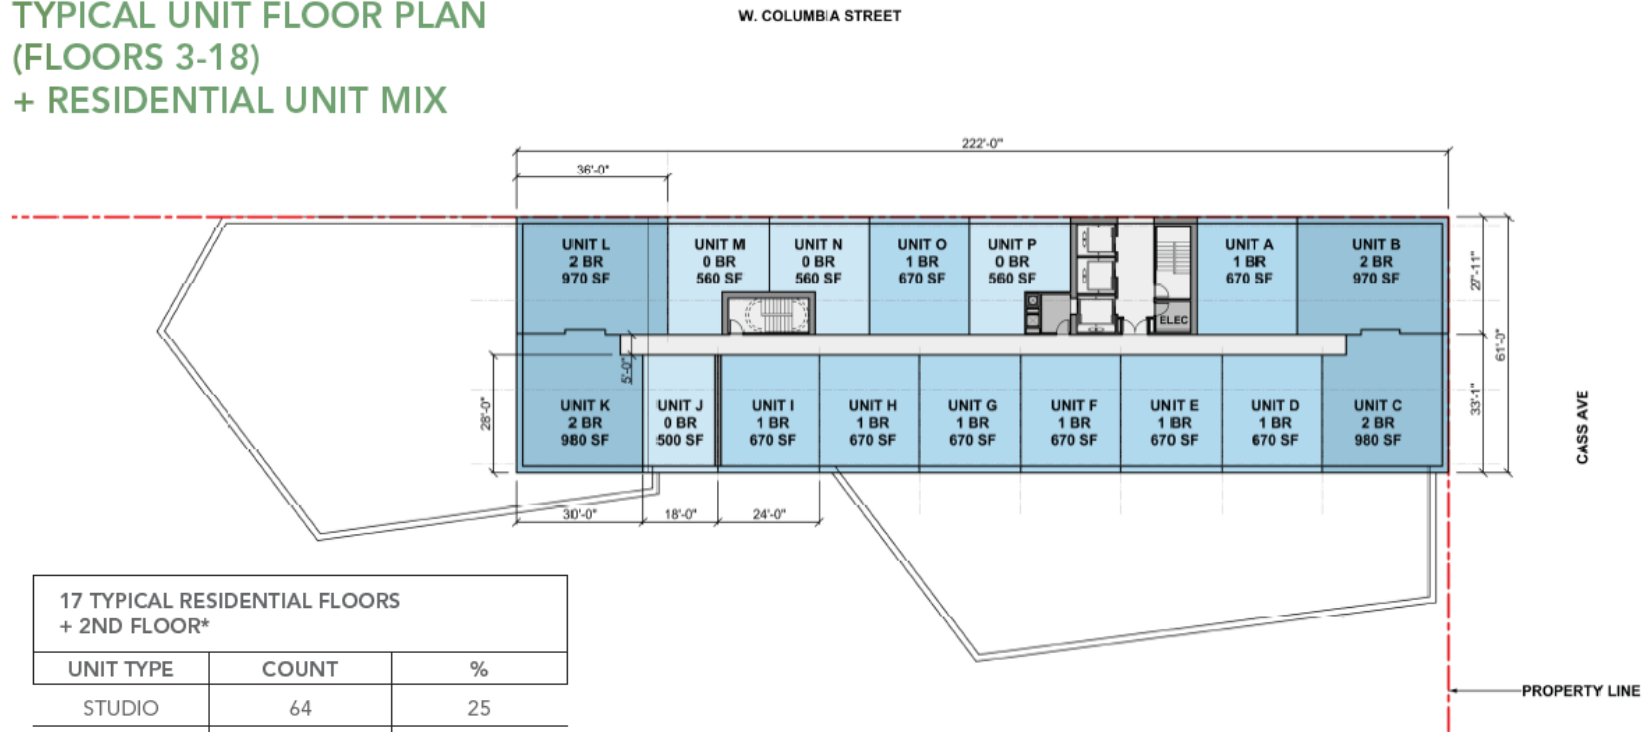 TYPICAL UNIT FLOOR PLAN
(FLOORS 3-18)
+ RESIDENTIAL UNIT MIX
W. COLUMBIA STREET
222'-0"
36'-0"
UNIT L
2 BR
970 SF
UNIT M
0 BR
560 SF
UNIT N
0 BR
560 SF
UNIT O
1 BR
670 SF
UNIT P
0 BR
560 SF
ELEC
UNIT A
1 BR
670 SF
UNIT B
2 BR
970 SF
27'-11"
61'-0"
33'-1"
5'-0"
28'-0"
UNIT K
2 BR
980 SF
UNIT J
0 BR
500 SF
UNIT I
1 BR
670 SF
UNIT H
1 BR
670 SF
UNIT G
1 BR
670 SF
UNIT F
1 BR
670 SF
UNIT E
1 BR
670 SF
UNIT D
1 BR
670 SF
UNIT C
2 BR
980 SF
CASS AVE
30'-0"
18'-0"
24'-0"
17 TYPICAL RESIDENTIAL FLOORS
+ 2ND FLOOR*
UNIT TYPE COUNT %
STUDIO 64 25
PROPERTY LINE